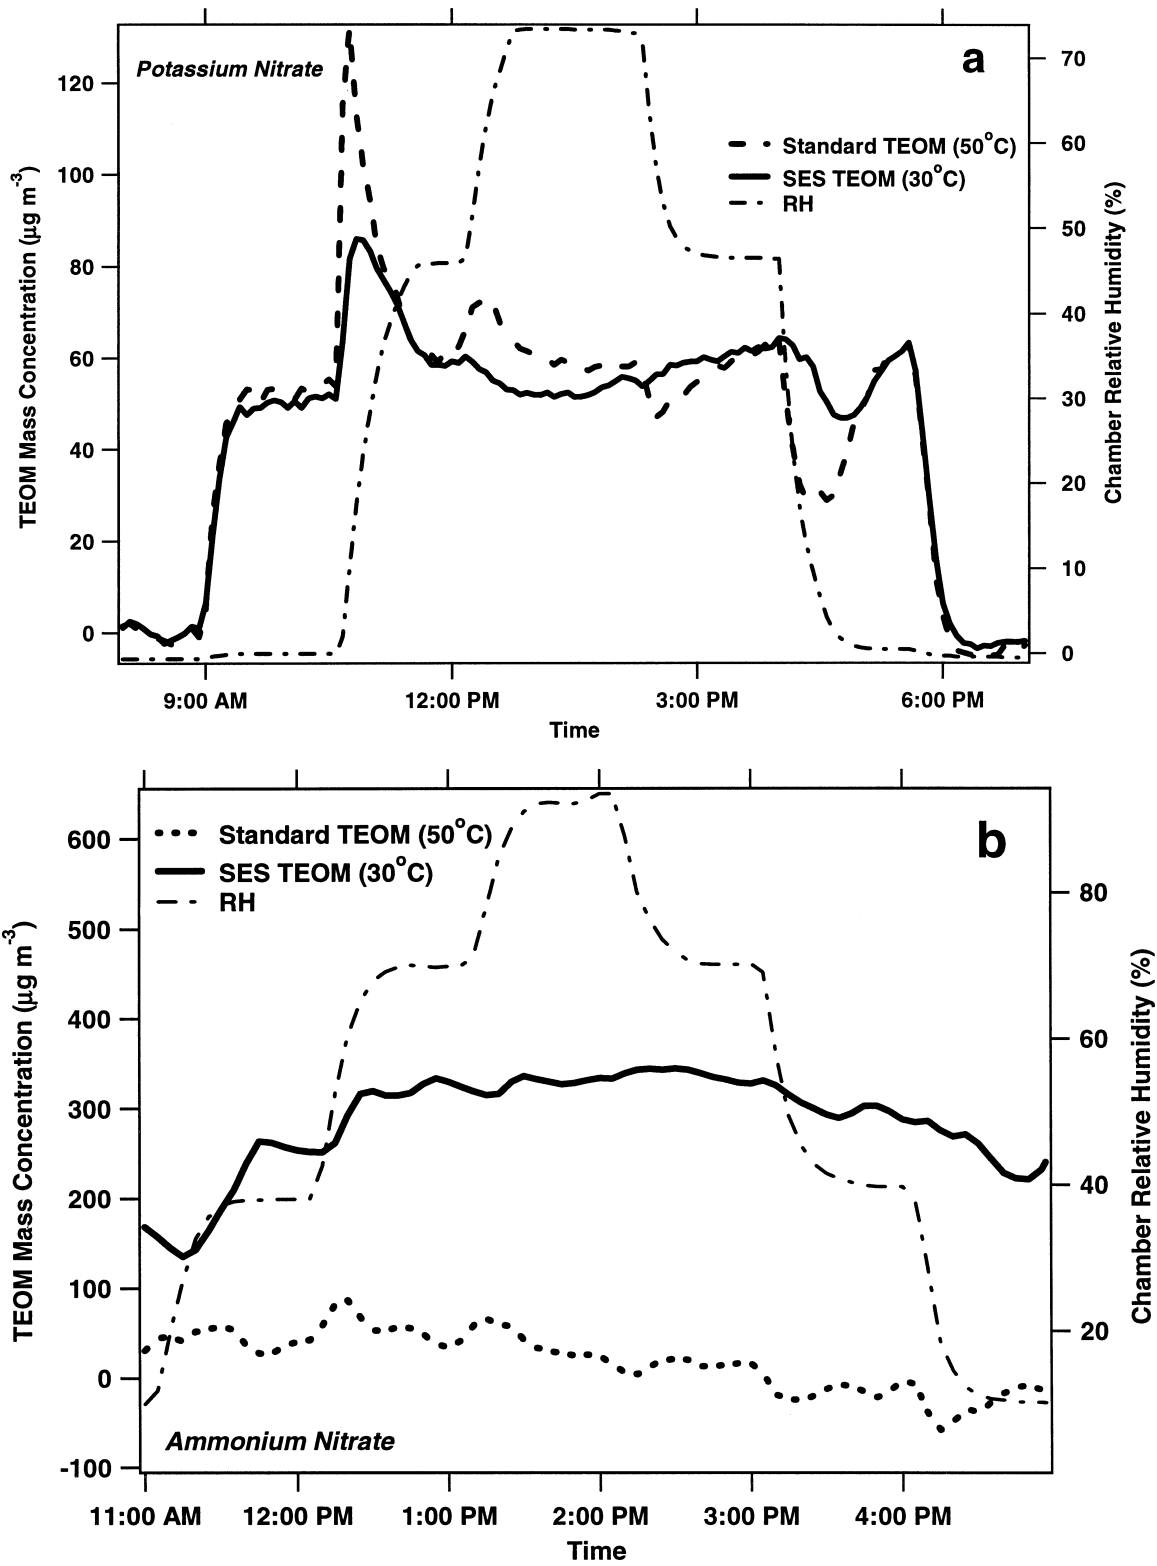 Potassium Nitrate
a
Standard TEOM (50°C)
SES TEOM (30°C)
RH
120
100
80
60
40
20
0
TEOM Mass Concentration (µg m⁻³)
70
60
50
40
30
20
10
0
Chamber Relative Humidity (%)
9:00 AM 12:00 PM 3:00 PM 6:00 PM
Time
b
Standard TEOM (50°C)
SES TEOM (30°C)
RH
600
500
400
300
200
100
0
-100
TEOM Mass Concentration (µg m⁻³)
80
60
40
20
Chamber Relative Humidity (%)
Ammonium Nitrate
11:00 AM 12:00 PM 1:00 PM 2:00 PM 3:00 PM 4:00 PM
Time